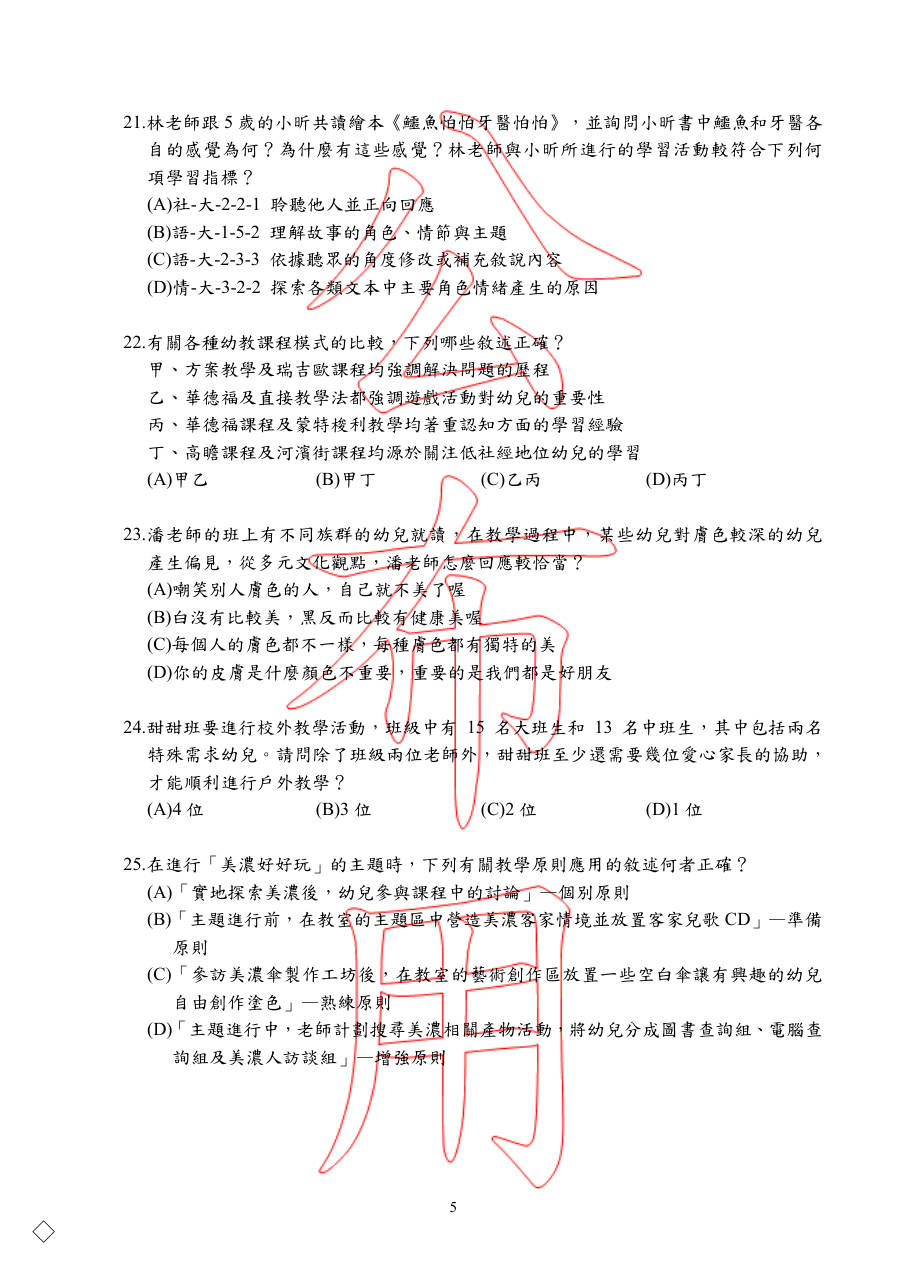 21.林老師跟 5 歲的小昕共讀繪本《鱷魚怕怕牙醫怕怕》，並詢問小昕書中鱷魚和牙醫各
自的感覺為何？為什麼有這些感覺？林老師與小昕所進行的學習活動較符合下列何
項學習指標？
(A)社-大-2-2-1 聆聽他人並正向回應
(B)語-大-1-5-2 理解故事的角色、情節與主題
(C)語-大-2-3-3 依據聽眾的角度修改或補充敘說內容
(D)情-大-3-2-2 探索各類文本中主要角色情緒產生的原因
22.有關各種幼教課程模式的比較，下列哪些敘述正確？
甲、方案教學及瑞吉歐課程均強調解決問題的歷程
乙、華德福及直接教學法都強調遊戲活動對幼兒的重要性
丙、華德福課程及蒙特梭利教學均著重認知方面的學習經驗
丁、高瞻課程及河濱街課程均源於關注低社經地位幼兒的學習
(A)甲乙 (B)甲丁 (C)乙丙 (D)丙丁
23.潘老師的班上有不同族群的幼兒就讀，在教學過程中，某些幼兒對膚色較深的幼兒
產生偏見，從多元文化觀點，潘老師怎麼回應較恰當？
(A)嘲笑別人膚色的人，自己就不美了喔
(B)白沒有比較美，黑反而比較有健康美喔
(C)每個人的膚色都不一樣，每種膚色都有獨特的美
(D)你的皮膚是什麼顏色不重要，重要的是我們都是好朋友
24.甜甜班要進行校外教學活動，班級中有 15 名大班生和 13 名中班生，其中包括兩名
特殊需求幼兒。請問除了班級兩位老師外，甜甜班至少還需要幾位愛心家長的協助，
才能順利進行戶外教學？
(A)4 位 (B)3 位 (C)2 位 (D)1 位
25.在進行「美濃好好玩」的主題時，下列有關教學原則應用的敘述何者正確？
(A)「實地探索美濃後，幼兒參與課程中的討論」—個別原則
(B)「主題進行前，在教室的主題區中營造美濃客家情境並放置客家兒歌 CD」—準備
原則
(C)「參訪美濃傘製作工坊後，在教室的藝術創作區放置一些空白傘讓有興趣的幼兒
自由創作塗色」—熟練原則
(D)「主題進行中，老師計劃搜尋美濃相關產物活動，將幼兒分成圖書查詢組、電腦查
詢組及美濃人訪談組」—增強原則
公布用
5